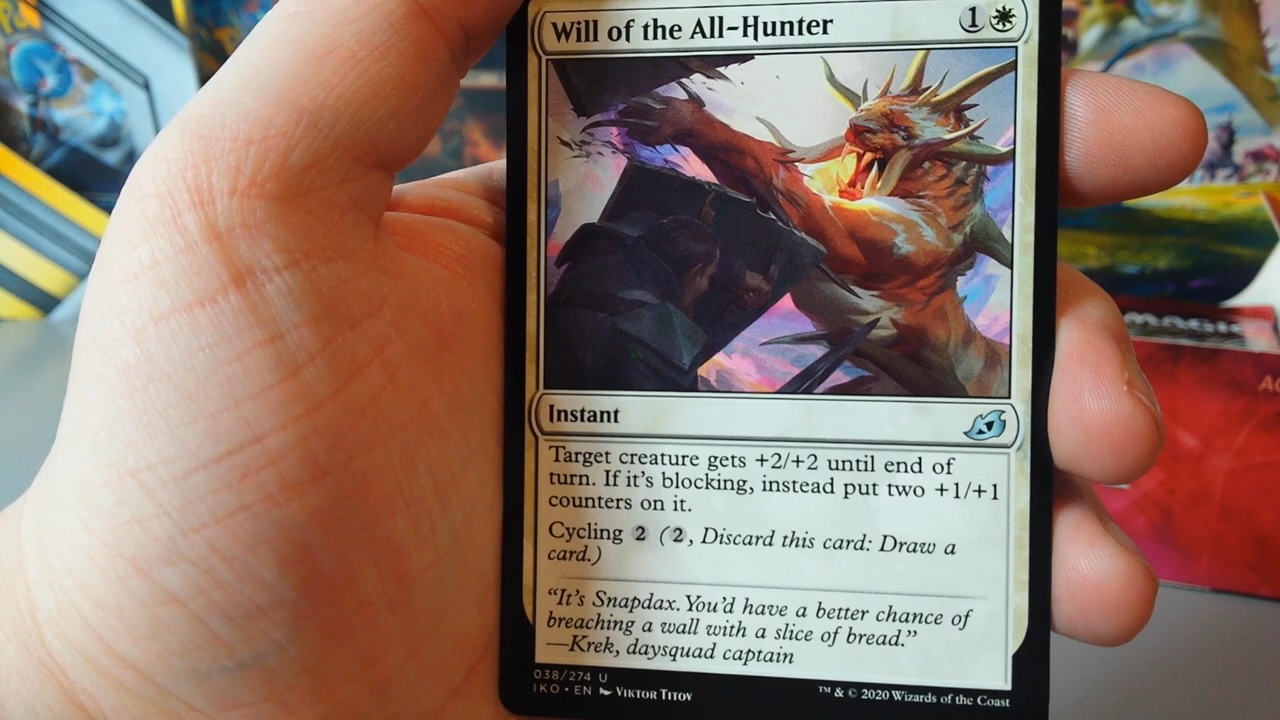 Will of the All-Hunter 1
Instant
Target creature gets +2/+2 until end of
turn. If it's blocking, instead put two +1/+1
counters on it.
Cycling 2 (2, Discard this card: Draw a
card.)
"It's Snapdax. You'd have a better chance of
breaching a wall with a slice of bread."
—Krek, daysquad captain
038/274 U
IKO • EN Viktor Titov
™ & © 2020 Wizards of the Coast
MAGIC